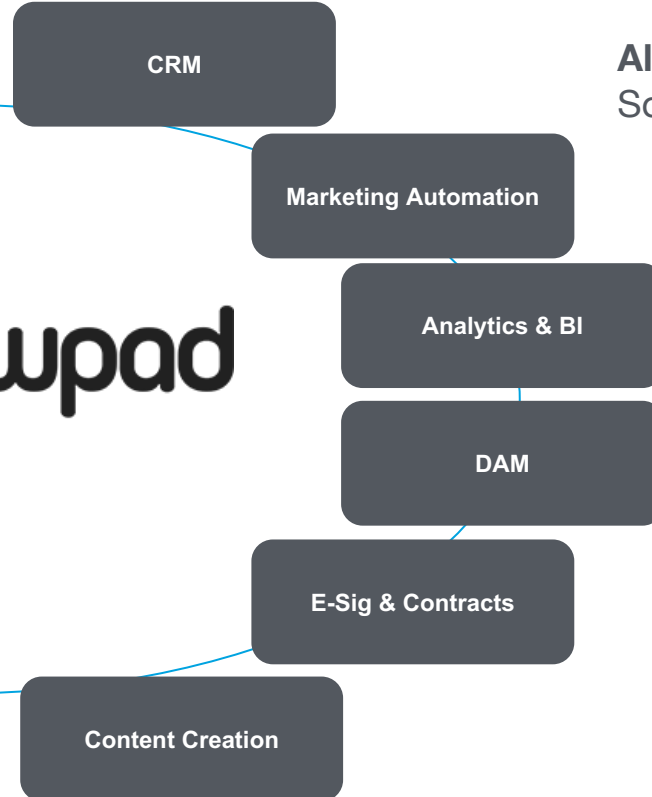 CRM
Marketing Automation
Analytics & BI
wpad
DAM
E-Sig & Contracts
Content Creation